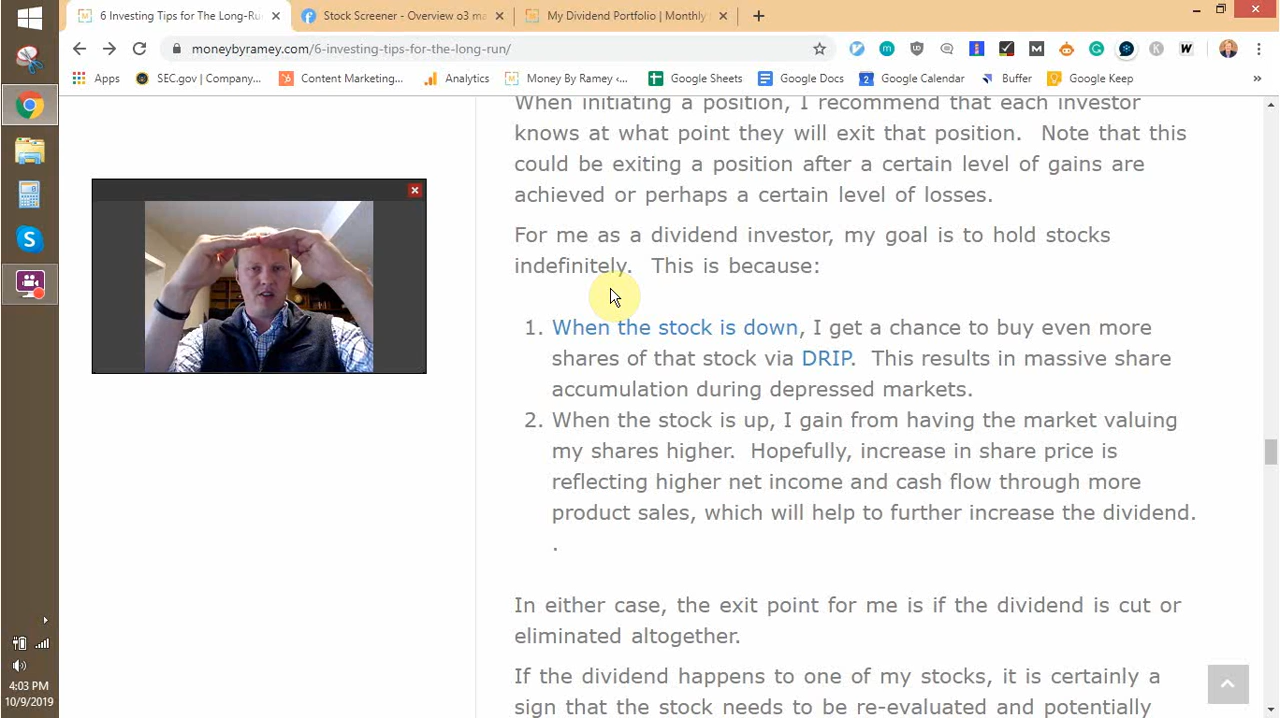 6 Investing Tips for The Long-Ru
Stock Screener - Overview o3 ma
My Dividend Portfolio | Monthly
moneybyramey.com/6-investing-tips-for-the-long-run/
Apps
SEC.gov | Company...
Content Marketing...
Analytics
Money By Ramey <...
Google Sheets
Google Docs
Google Calendar
Buffer
Google Keep
»
When initiating a position, I recommend that each investor
knows at what point they will exit that position. Note that this
could be exiting a position after a certain level of gains are
achieved or perhaps a certain level of losses.
For me as a dividend investor, my goal is to hold stocks
indefinitely. This is because:
1. When the stock is down, I get a chance to buy even more
shares of that stock via DRIP. This results in massive share
accumulation during depressed markets.
2. When the stock is up, I gain from having the market valuing
my shares higher. Hopefully, increase in share price is
reflecting higher net income and cash flow through more
product sales, which will help to further increase the dividend.
.
In either case, the exit point for me is if the dividend is cut or
eliminated altogether.
If the dividend happens to one of my stocks, it is certainly a
sign that the stock needs to be re-evaluated and potentially
4:03 PM
10/9/2019